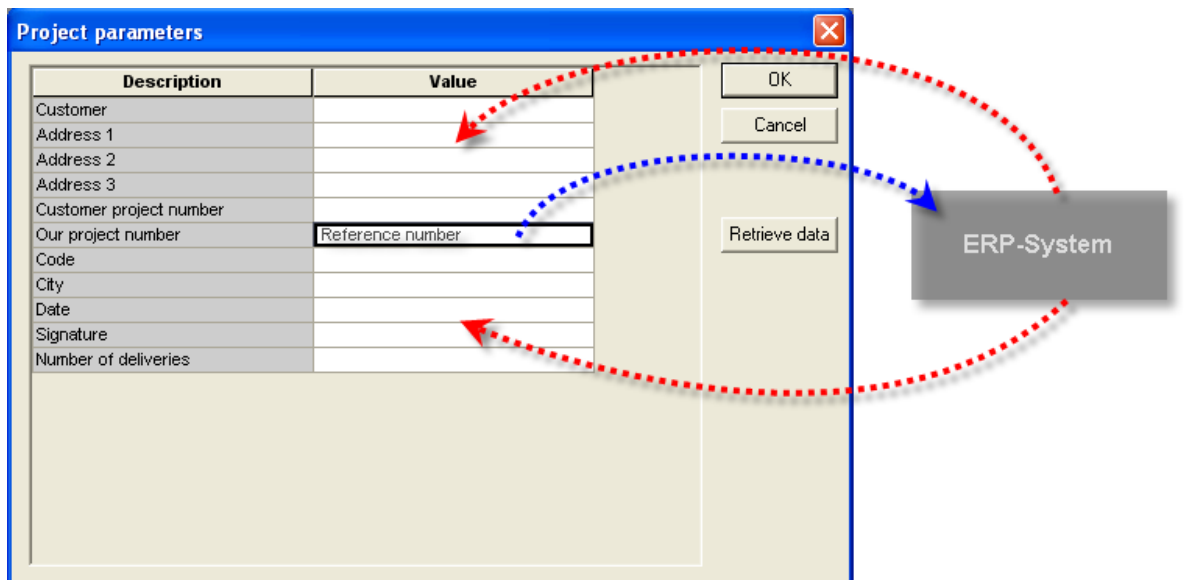 Project parameters
Description Value
OK
Customer
Address 1
Cancel
Address 2
Address 3
Customer project number
Our project number Reference number
Retrieve data
ERP-System
Code
City
Date
Signature
Number of deliveries